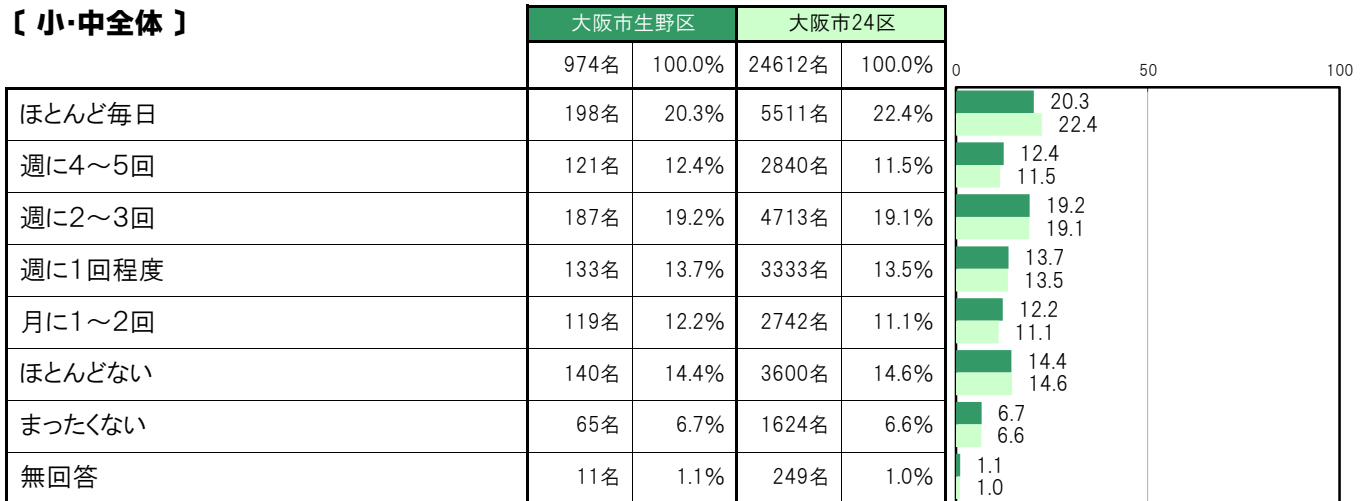 〔 小・中全体 〕
大阪市生野区 大阪市24区
974名 100.0% 24612名 100.0%
0 50 100
ほとんど毎日 198名 20.3% 5511名 22.4%
20.3
22.4
週に4～5回 121名 12.4% 2840名 11.5%
12.4
11.5
週に2～3回 187名 19.2% 4713名 19.1%
19.2
19.1
週に1回程度 133名 13.7% 3333名 13.5%
13.7
13.5
月に1～2回 119名 12.2% 2742名 11.1%
12.2
11.1
ほとんどない 140名 14.4% 3600名 14.6%
14.4
14.6
まったくない 65名 6.7% 1624名 6.6%
6.7
6.6
無回答 11名 1.1% 249名 1.0%
1.1
1.0